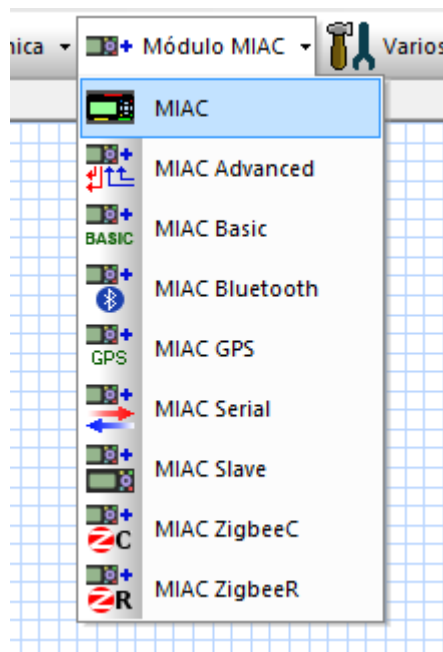 nica
Módulo MIAC
Varios
MIAC
MIAC Advanced
BASIC
MIAC Basic
MIAC Bluetooth
GPS
MIAC GPS
MIAC Serial
MIAC Slave
C
MIAC ZigbeeC
R
MIAC ZigbeeR